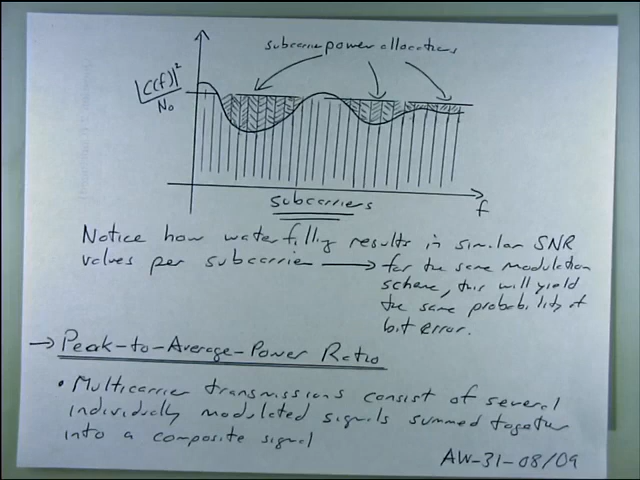 subcarrier power allocations
|C(f)|²
N₀
subcarriers
f
Notice how waterfilling results in similar SNR
values per subcarrier → for the same modulation
scheme, this will yield
the same probability of
bit error.
→ Peak-to-Average-Power Ratio
• Multicarrier transmissions consist of several
individually modulated signals summed together
into a composite signal
AW-31-08/09